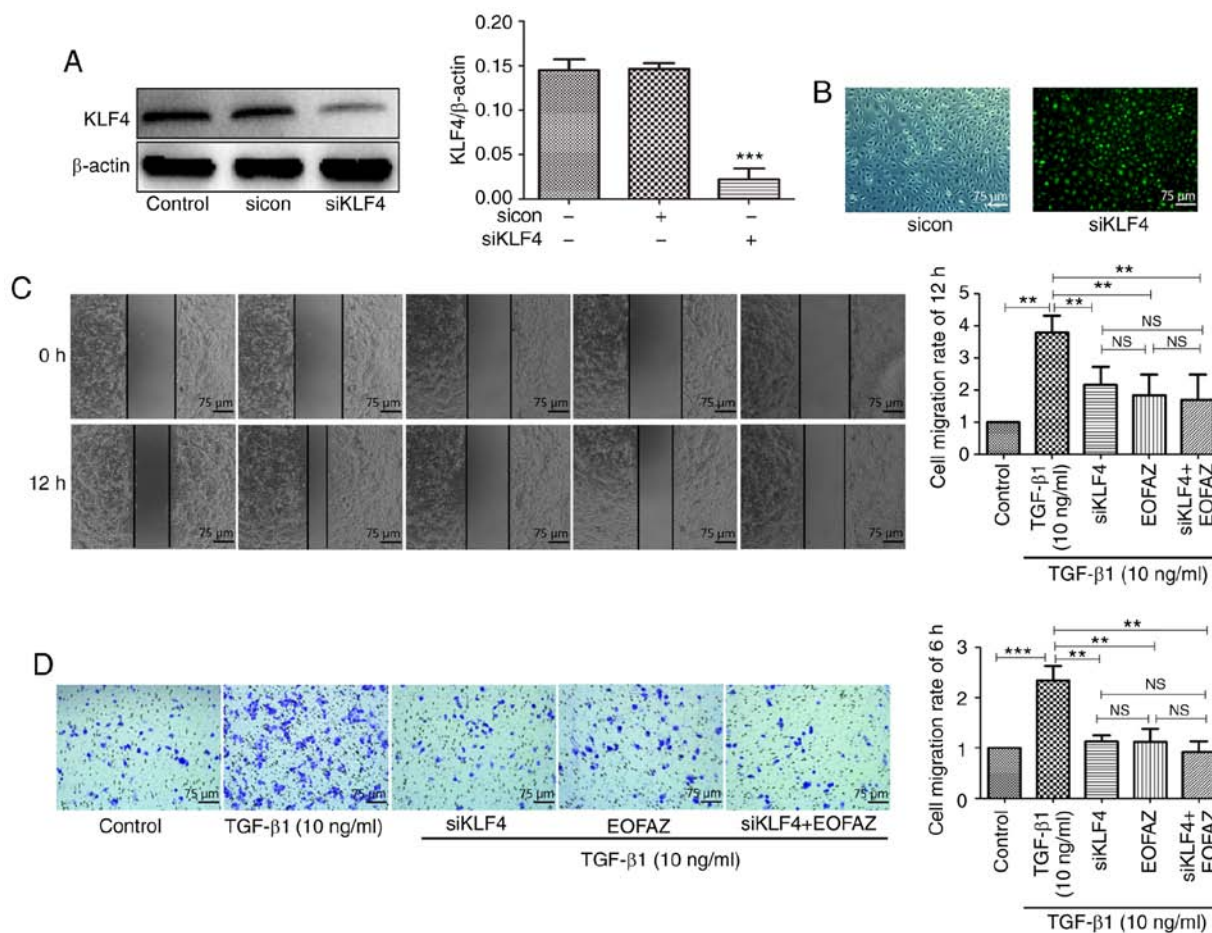 A
KLF4
β-actin
Control sicon siKLF4
KLF4/β-actin
0.20
0.15
0.10
0.05
0.00
***
sicon – + –
siKLF4 – – +
B
75 µm
sicon
75 µm
siKLF4
C
0 h
75 µm 75 µm 75 µm 75 µm 75 µm
12 h
75 µm 75 µm 75 µm 75 µm 75 µm
Cell migration rate of 12 h
5
4
3
2
1
0
**
**
** **
NS
NS NS
Control
TGF-β1
(10 ng/ml)
siKLF4
EOFAZ
siKLF4+
EOFAZ
TGF-β1 (10 ng/ml)
D
75 µm 75 µm 75 µm 75 µm 75 µm
Control TGF-β1 (10 ng/ml) siKLF4 EOFAZ siKLF4+EOFAZ
TGF-β1 (10 ng/ml)
Cell migration rate of 6 h
3
2
1
0
**
**
*** **
NS
NS NS
Control
TGF-β1
(10 ng/ml)
siKLF4
EOFAZ
siKLF4+
EOFAZ
TGF-β1 (10 ng/ml)